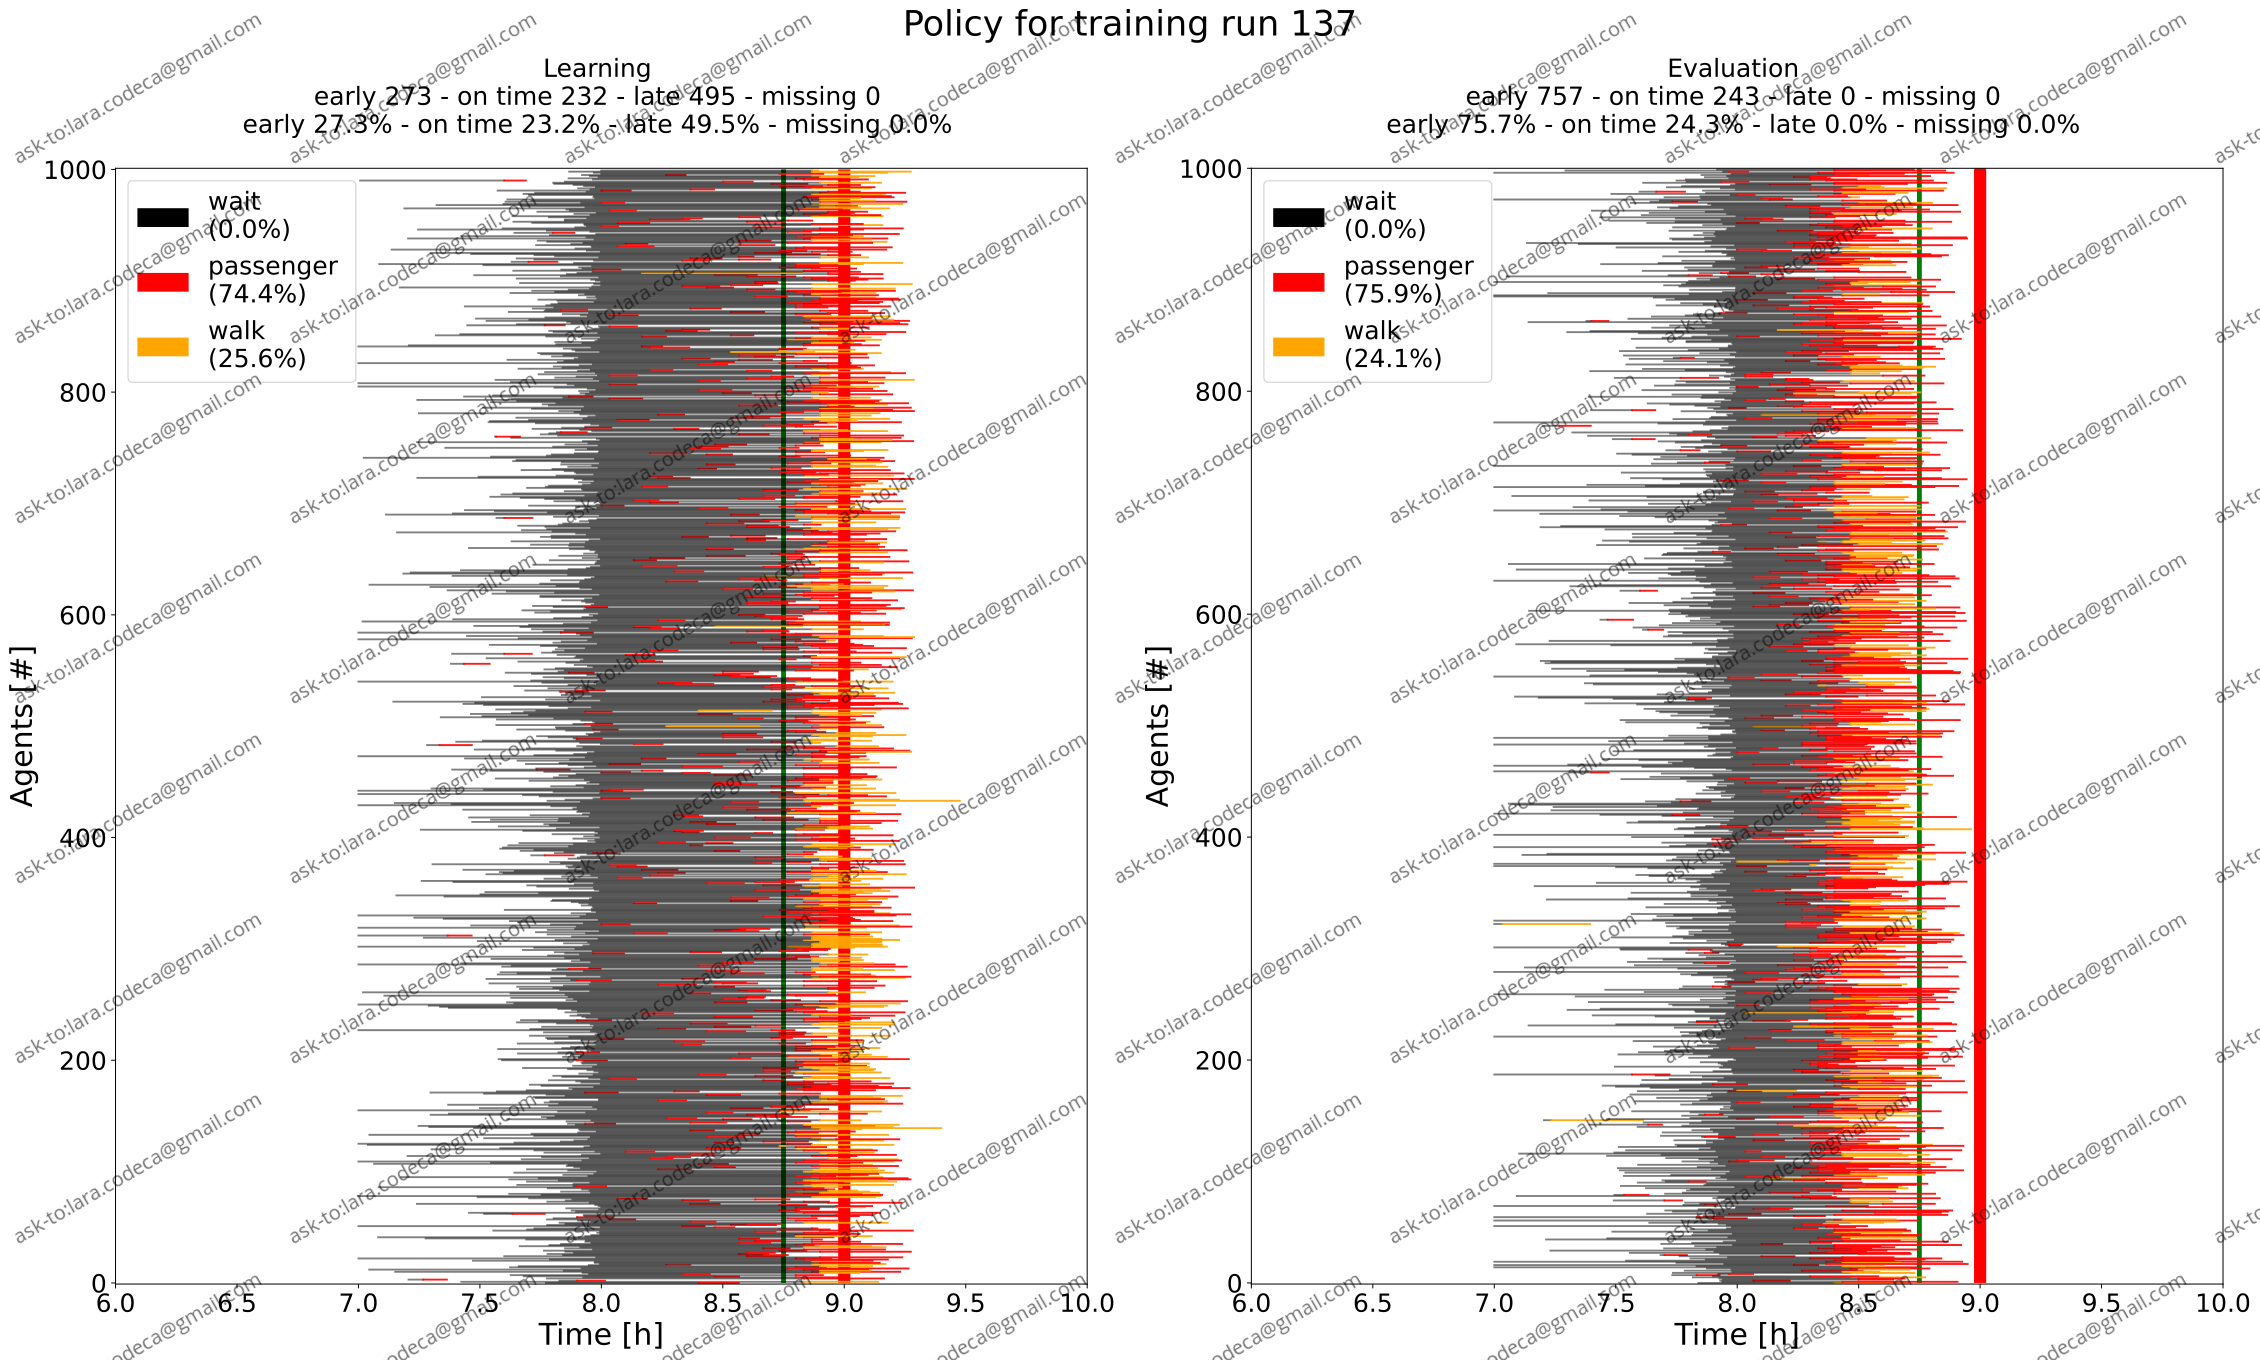 Policy for training run 137
Learning
early 273 - on time 232 - late 495 - missing 0
early 27.3% - on time 23.2% - late 49.5% - missing 0.0%
wait
(0.0%)
passenger
(74.4%)
walk
(25.6%)
Agents [#]
1000
800
600
400
200
0
6.0 6.5 7.0 7.5 8.0 8.5 9.0 9.5 10.0
Time [h]
Evaluation
early 757 - on time 243 - late 0 - missing 0
early 75.7% - on time 24.3% - late 0.0% - missing 0.0%
wait
(0.0%)
passenger
(75.9%)
walk
(24.1%)
Agents [#]
1000
800
600
400
200
0
6.0 6.5 7.0 7.5 8.0 8.5 9.0 9.5 10.0
Time [h]
ask-to:lara.codeca@gmail.com